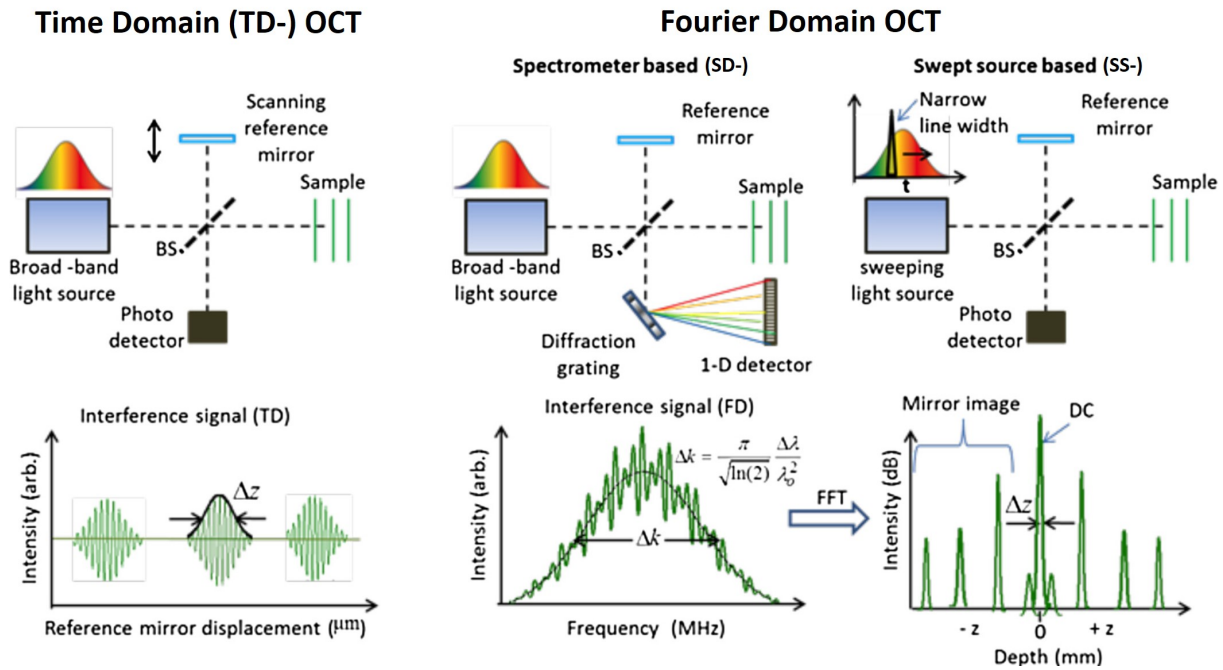 Time Domain (TD-) OCT
Scanning
reference
mirror
Sample
BS
Broad -band
light source
Photo
detector
Interference signal (TD)
Δz
Intensity (arb.)
Reference mirror displacement (µm)
Fourier Domain OCT
Spectrometer based (SD-)
Reference
mirror
Sample
BS
Broad -band
light source
Diffraction
grating
1-D detector
Swept source based (SS-)
Narrow
line width
t
Reference
mirror
Sample
BS
sweeping
light source
Photo
detector
Interference signal (FD)
Δk = π / √ln(2) Δλ / λo²
Δk
Intensity (arb.)
Frequency (MHz)
FFT
Mirror image
DC
Δz
Intensity (dB)
- z 0 + z
Depth (mm)